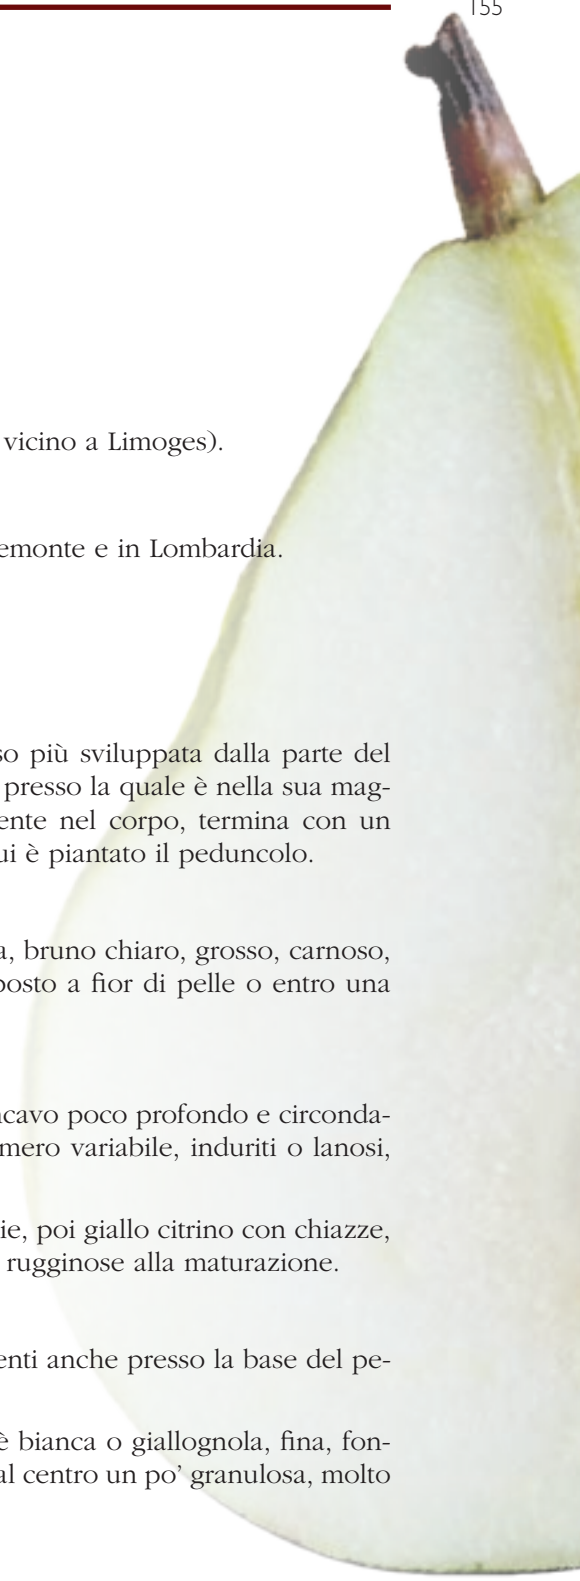 155
vicino a Limoges).
emonte e in Lombardia.
so più sviluppata dalla parte del
presso la quale è nella sua mag-
ente nel corpo, termina con un
ui è piantato il peduncolo.
a, bruno chiaro, grosso, carnoso,
posto a fior di pelle o entro una
ncavo poco profondo e circonda-
mero variabile, induriti o lanosi,
ie, poi giallo citrino con chiazze,
rugginose alla maturazione.
enti anche presso la base del pe-
è bianca o giallognola, fina, fon-
al centro un po' granulosa, molto